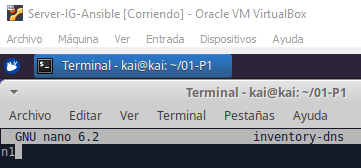 Server-IG-Ansible [Corriendo] - Oracle VM VirtualBox
Archivo Máquina Ver Entrada Dispositivos Ayuda
Terminal - kai@kai: ~/01-P1
Terminal - kai@kai: ~/01-P1
Archivo Editar Ver Terminal Pestañas Ayuda
GNU nano 6.2 inventory-dns
n1